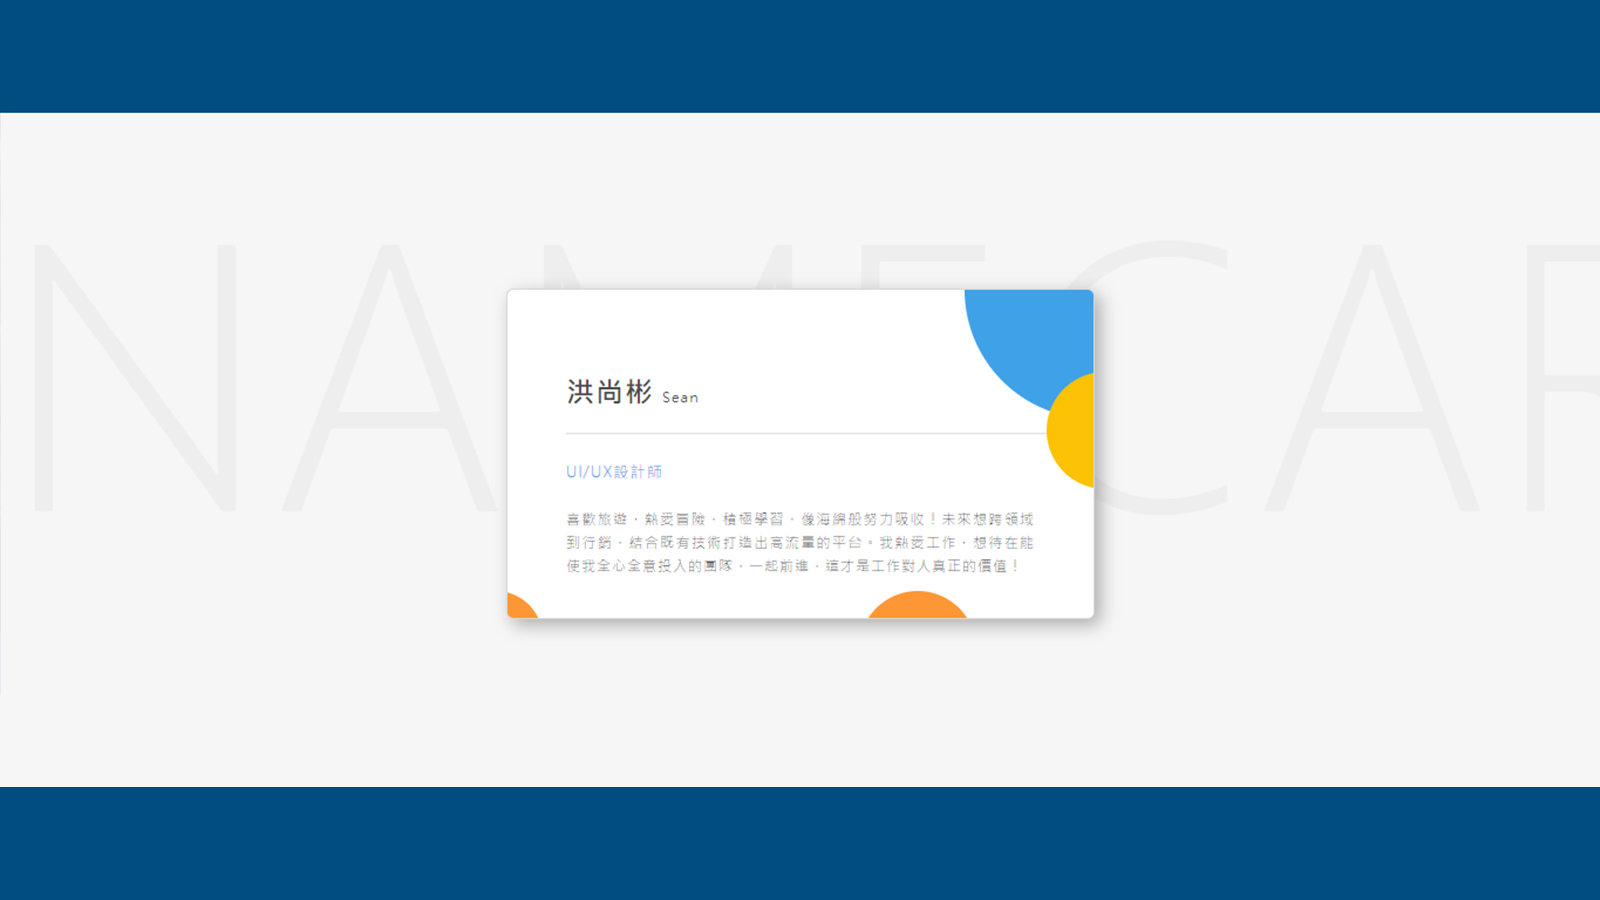 NAMECAR
洪尚彬 Sean
UI/UX設計師
喜歡旅遊，熱愛冒險，積極學習，像海綿般努力吸收！未來想跨領域
到行銷，結合既有技術打造出高流量的平台。我熱愛工作，想待在能
使我全心全意投入的團隊，一起前進，這才是工作對人真正的價值！